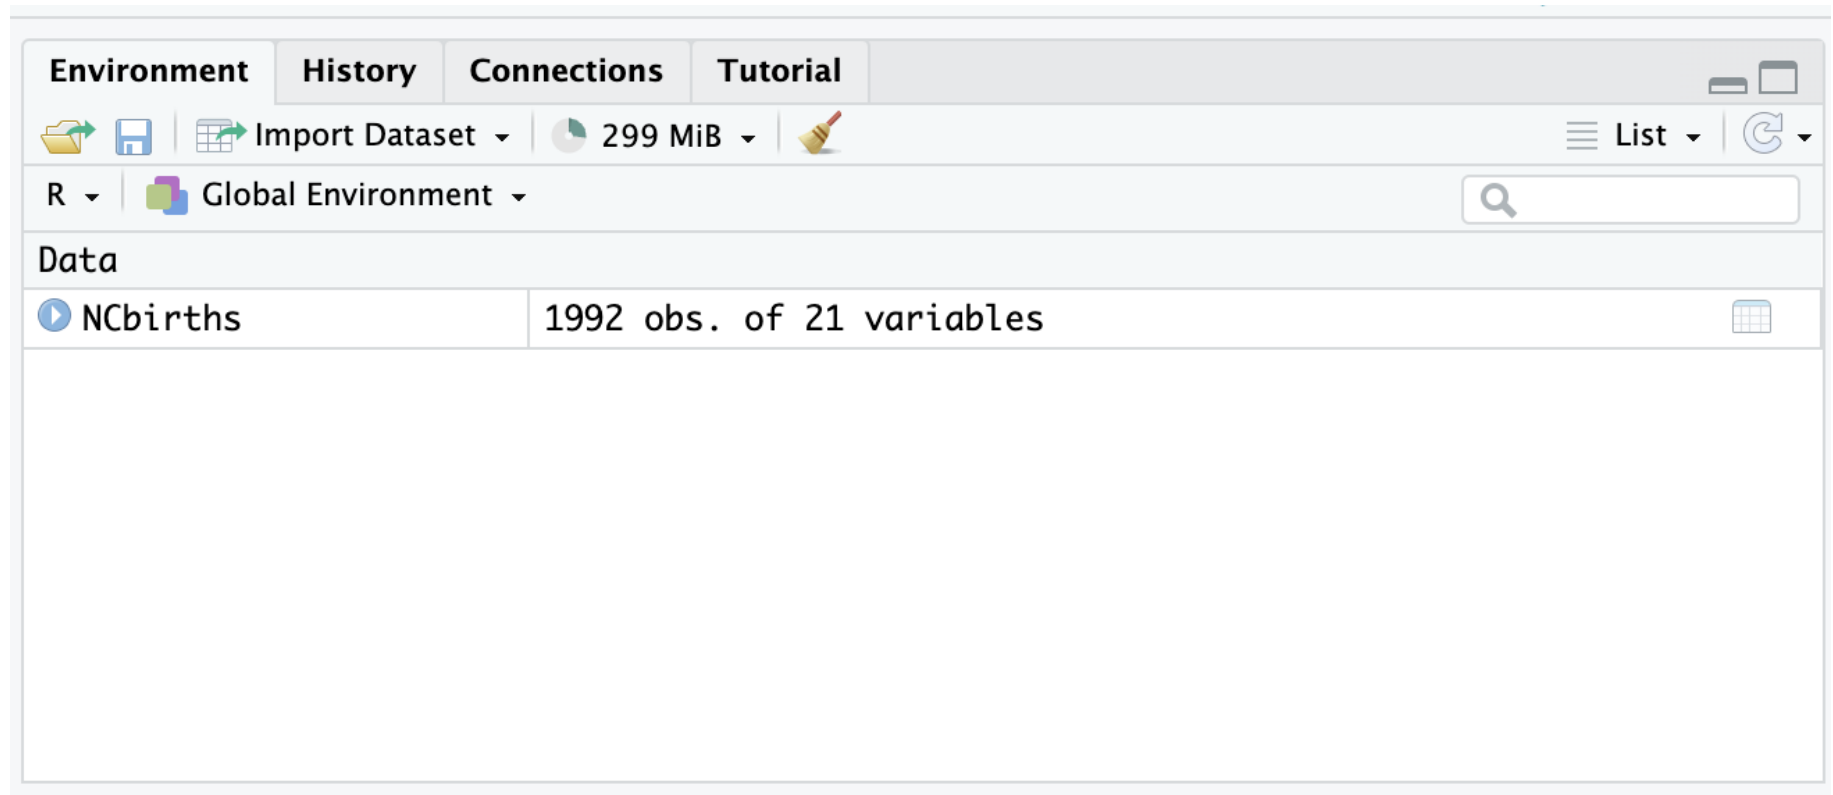 Environment History Connections Tutorial
Import Dataset 299 MiB List
R Global Environment
Data
NCbirths 1992 obs. of 21 variables